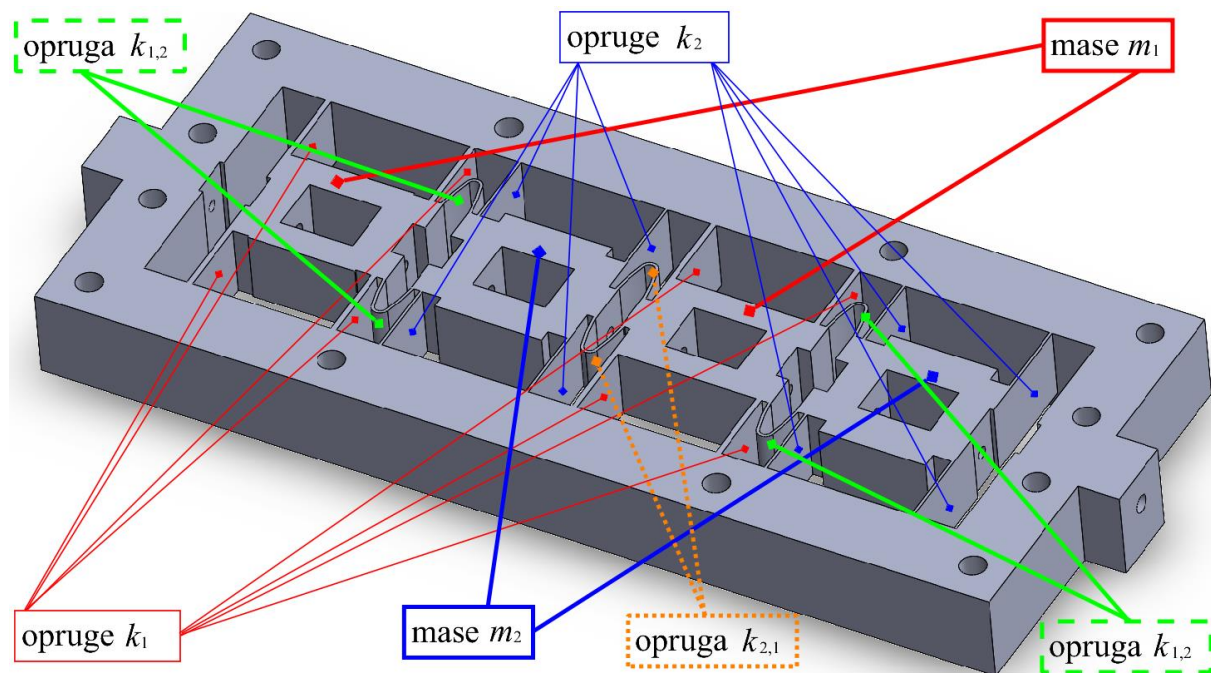 opruga k1,2
opruge k2
mase m1
opruge k1
mase m2
opruga k2,1
opruga k1,2